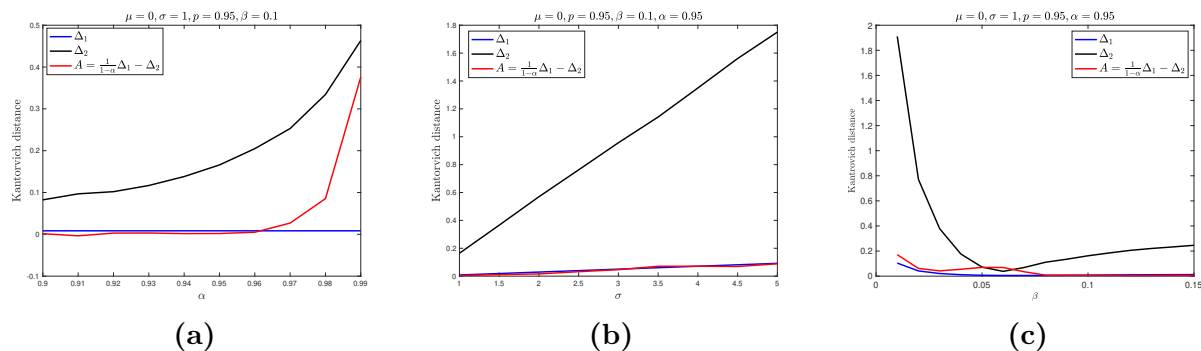 μ = 0, σ = 1, p = 0.95, β = 0.1
Δ₁
Δ₂
A = 1/(1−α) Δ₁ − Δ₂
Kantorvich distance
0.5
0.4
0.3
0.2
0.1
0
-0.1
0.9 0.91 0.92 0.93 0.94 0.95 0.96 0.97 0.98 0.99
α
(a)
μ = 0, p = 0.95, β = 0.1, α = 0.95
Δ₁
Δ₂
A = 1/(1−α) Δ₁ − Δ₂
Kantorvich distance
1.8
1.6
1.4
1.2
1
0.8
0.6
0.4
0.2
0
1 1.5 2 2.5 3 3.5 4 4.5 5
σ
(b)
μ = 0, σ = 1, p = 0.95, α = 0.95
Δ₁
Δ₂
A = 1/(1−α) Δ₁ − Δ₂
Kantrovich distance
2
1.8
1.6
1.4
1.2
1
0.8
0.6
0.4
0.2
0
0 0.05 0.1 0.15
β
(c)